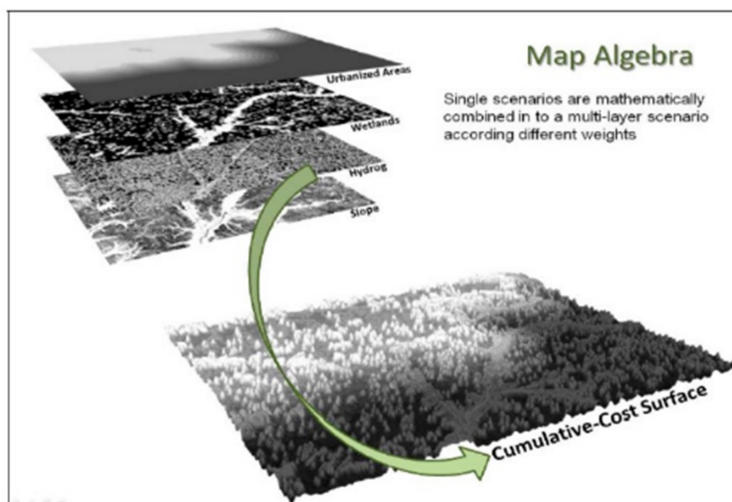 Map Algebra
Single scenarios are mathematically
combined in to a multi-layer scenario
according different weights
Urbanized Areas
Wetlands
Hydrog
Slope
Cumulative-Cost Surface